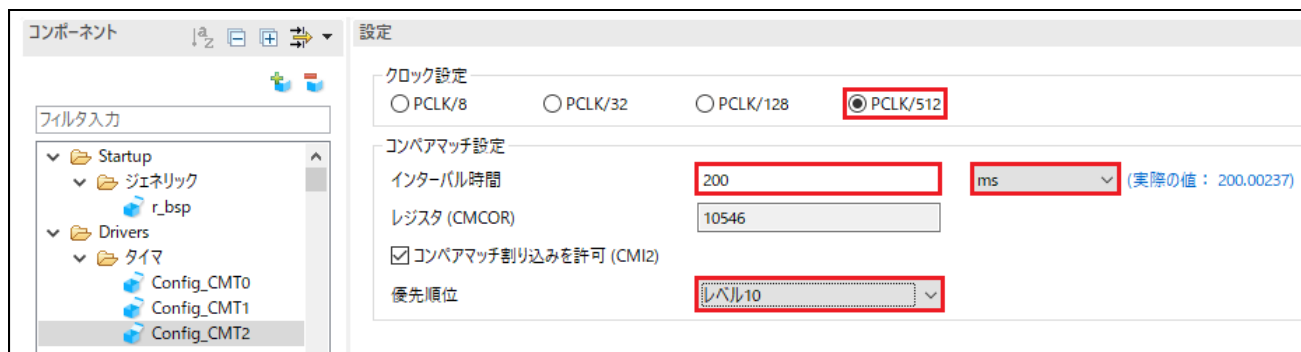 コンポーネント
設定
フィルタ入力
Startup
ジェネリック
r_bsp
Drivers
タイマ
Config_CMT0
Config_CMT1
Config_CMT2
クロック設定
PCLK/8 PCLK/32 PCLK/128 PCLK/512
コンペアマッチ設定
インターバル時間 200 ms (実際の値： 200.00237)
レジスタ (CMCOR) 10546
コンペアマッチ割り込みを許可 (CMI2)
優先順位 レベル10